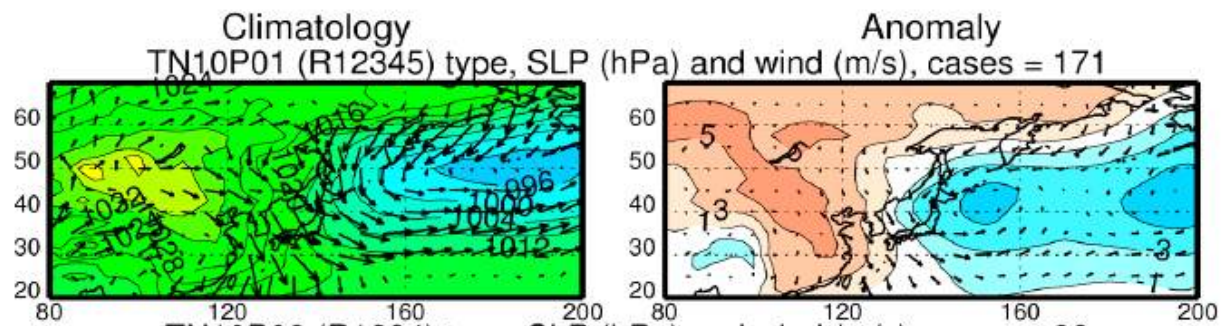 Climatology Anomaly
TN10P01 (R12345) type, SLP (hPa) and wind (m/s), cases = 171
1024
60 1016 60 5
50 50
1032 996
40 1000 40 3
1024 1004 1
30 1012 30 3
20 20 1
80 120 160 200 80 120 160 200